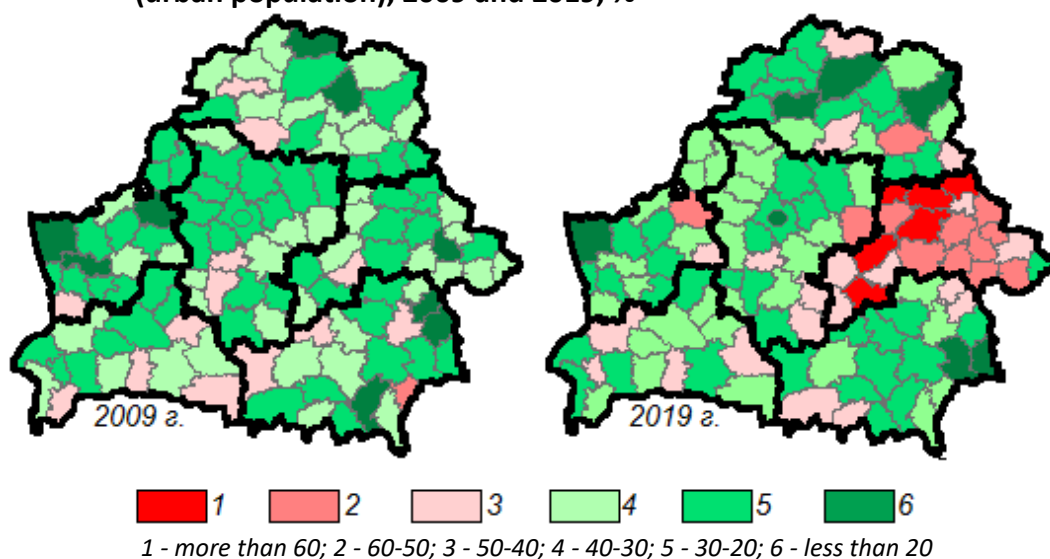 (urban population), 2009 and 2019, %
2009 г. 2019 г.
1 2 3 4 5 6
1 - more than 60; 2 - 60-50; 3 - 50-40; 4 - 40-30; 5 - 30-20; 6 - less than 20